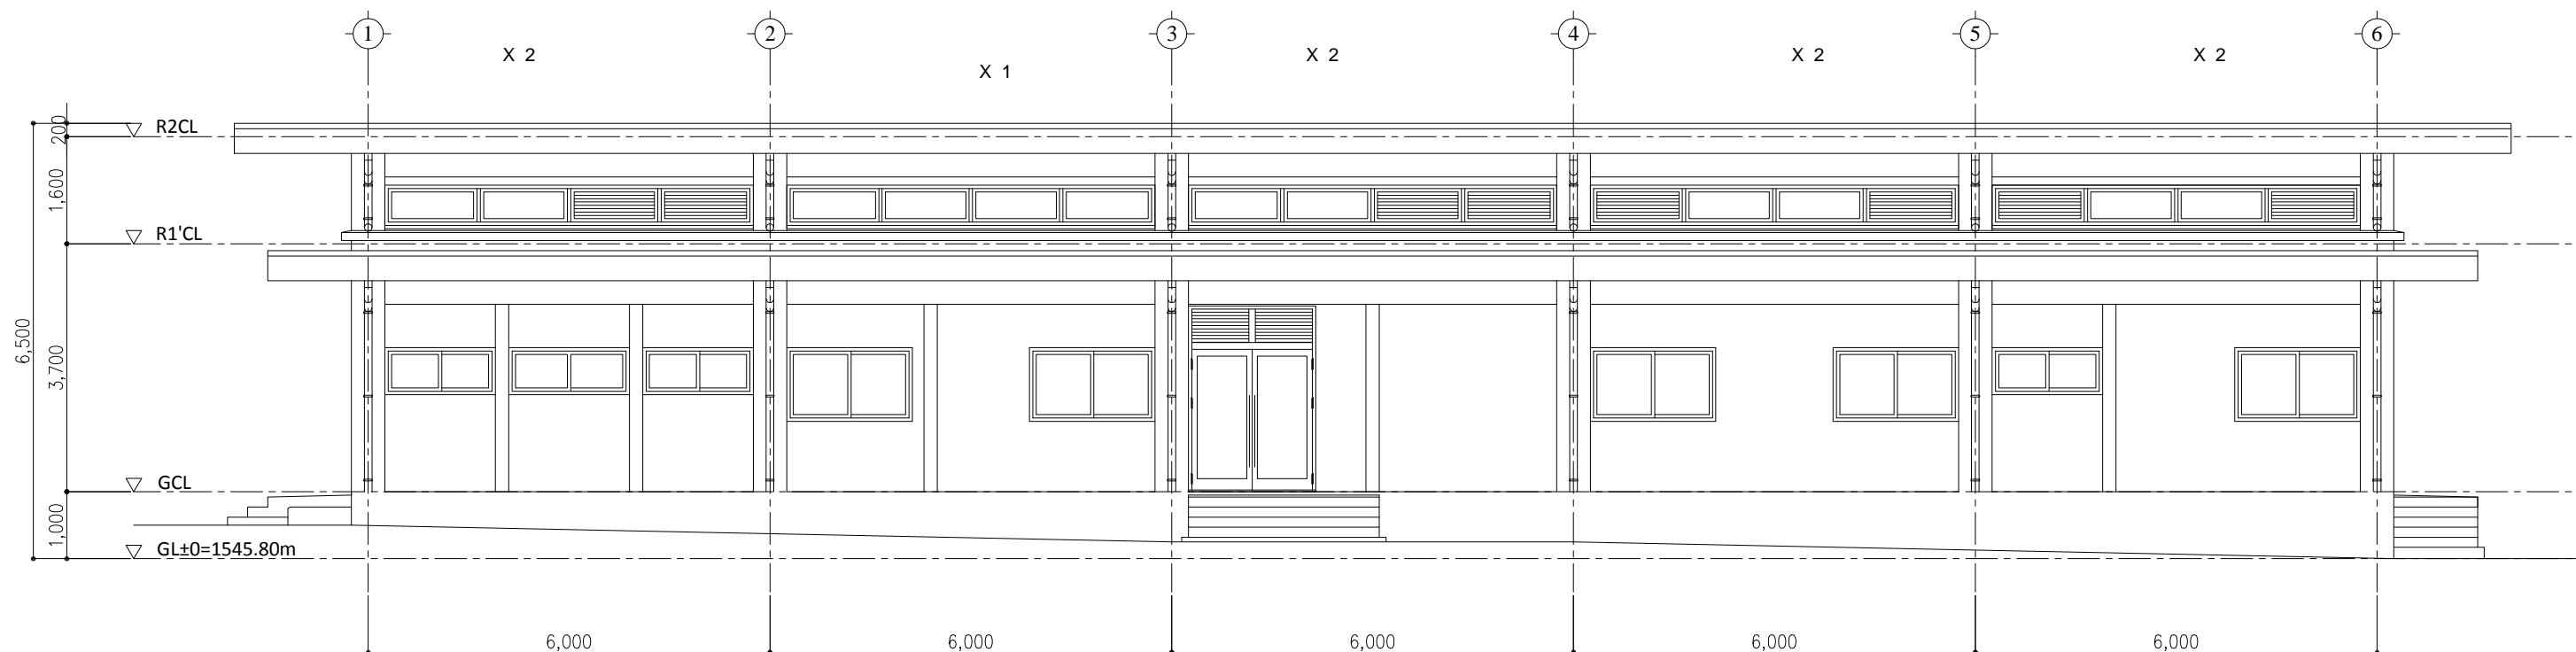 1 2 3 4 5 6
X 2 X 2 X 2 X 2
X 1
200
R2CL
1,600
R1'CL
6,500
3,700
GCL
1,000
GL±0=1545.80m
6,000 6,000 6,000 6,000 6,000